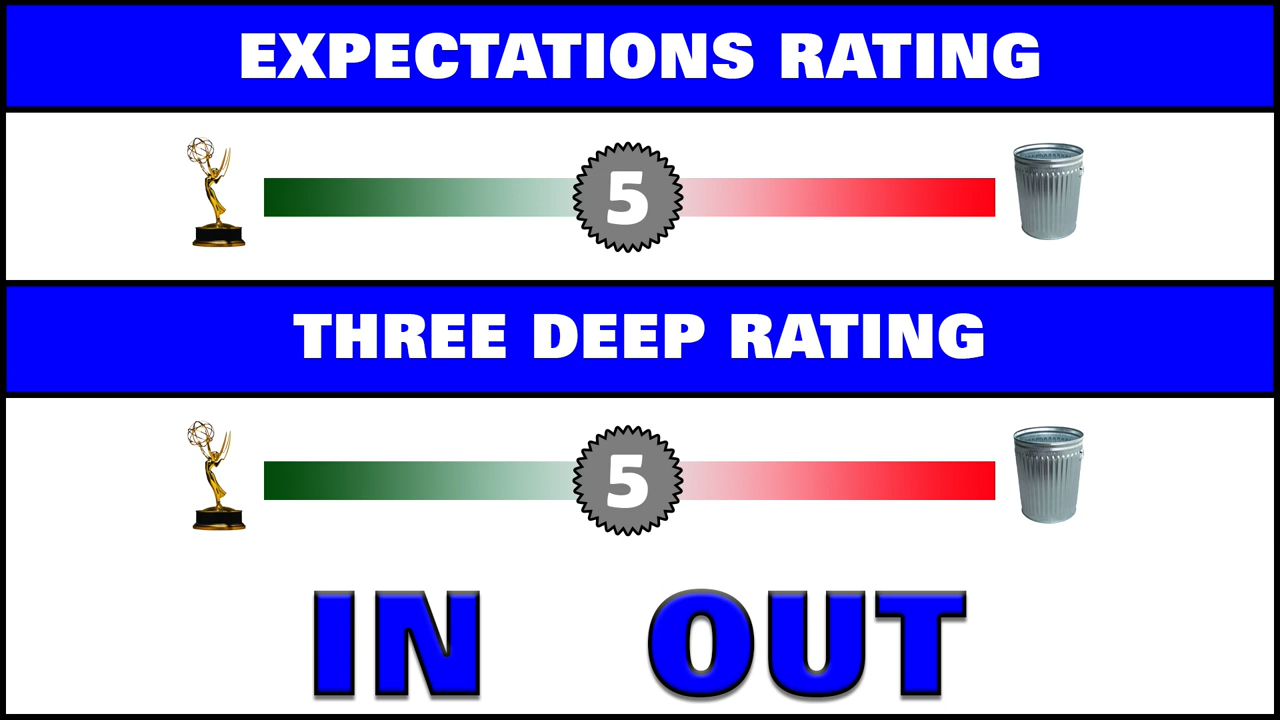 EXPECTATIONS RATING
5
THREE DEEP RATING
5
IN OUT